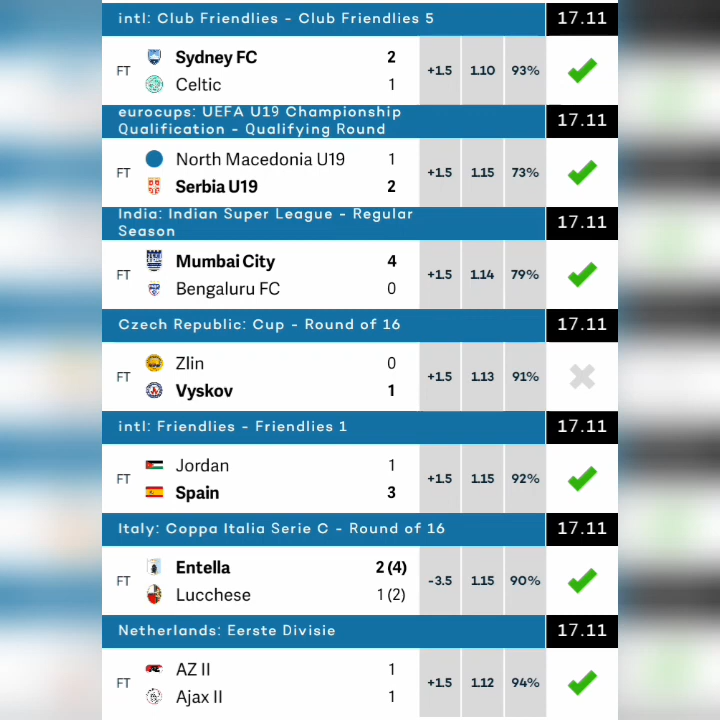 intl: Club Friendlies - Club Friendlies 5 17.11
FT Sydney FC 2 +1.5 1.10 93%
Celtic 1
eurocups: UEFA U19 Championship 17.11
Qualification - Qualifying Round
FT North Macedonia U19 1 +1.5 1.15 73%
Serbia U19 2
India: Indian Super League - Regular 17.11
Season
FT Mumbai City 4 +1.5 1.14 79%
Bengaluru FC 0
Czech Republic: Cup - Round of 16 17.11
FT Zlin 0 +1.5 1.13 91%
Vyskov 1
intl: Friendlies - Friendlies 1 17.11
FT Jordan 1 +1.5 1.15 92%
Spain 3
Italy: Coppa Italia Serie C - Round of 16 17.11
FT Entella 2 (4) -3.5 1.15 90%
Lucchese 1 (2)
Netherlands: Eerste Divisie 17.11
FT AZ II 1 +1.5 1.12 94%
Ajax II 1